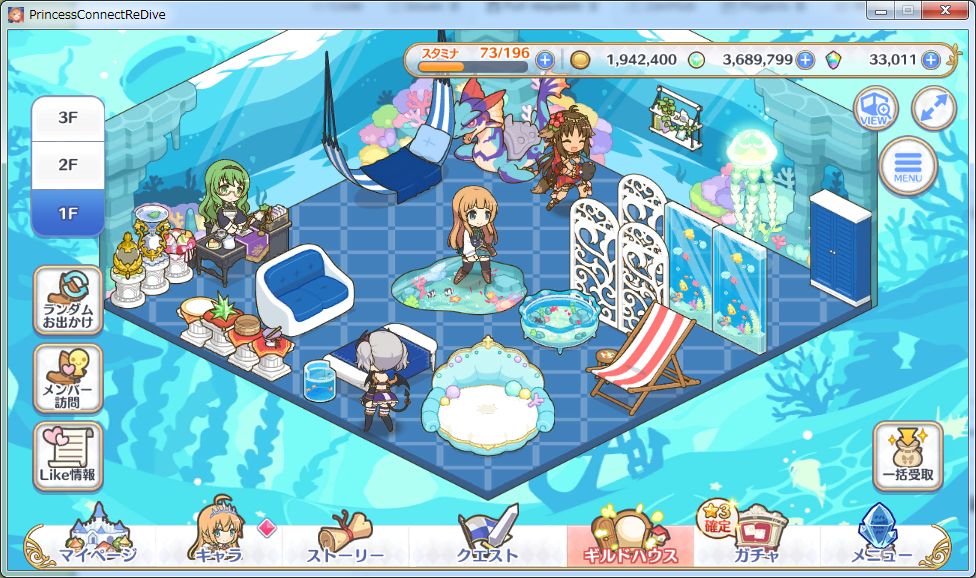 PrincessConnectReDive
スタミナ 73/196
1,942,400
3,689,799
33,011
3F
2F
1F
VIEW
MENU
ランダム
お出かけ
メンバー
訪問
Like情報
一括受取
マイページ
キャラ
ストーリー
クエスト
ギルドハウス
★3
確定
ガチャ
メニュー